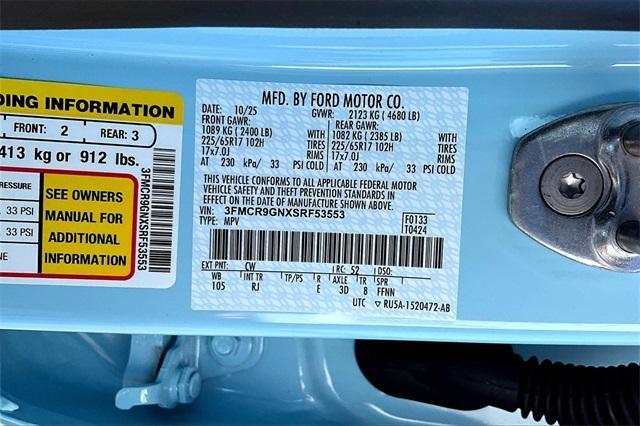 DING INFORMATION
FRONT: 2 REAR: 3
413 kg or 912 lbs.
PRESSURE
33 PSI
33 PSI
NE
SEE OWNERS
MANUAL FOR
ADDITIONAL
INFORMATION
3FMCR9GNXSRF53553
MFD. BY FORD MOTOR CO.
DATE: 10/25 GVWR: 2123 KG ( 4680 LB)
FRONT GAWR: REAR GAWR:
1089 KG ( 2400 LB) WITH 1082 KG ( 2385 LB) WITH
225/65R17 102H TIRES 225/65R17 102H TIRES
17x7.0J RIMS 17x7.0J RIMS
AT 230 kPa/ 33 PSI COLD AT 230 kPa/ 33 PSI COLD
THIS VEHICLE CONFORMS TO ALL APPLICABLE FEDERAL MOTOR
VEHICLE SAFETY AND THEFT PREVENTION STANDARDS IN
EFFECT ON THE DATE OF MANUFACTURE SHOWN ABOVE.
VIN: 3FMCR9GNXSRF53553 F0133
TYPE: MPV T0424
EXT PNT: CW RC: 52 DSO:
WB INT TR TP/PS R AXLE TR SPR
105 RJ E 3D 8 FFNN
UTC ▽ RU5A-1520472-AB